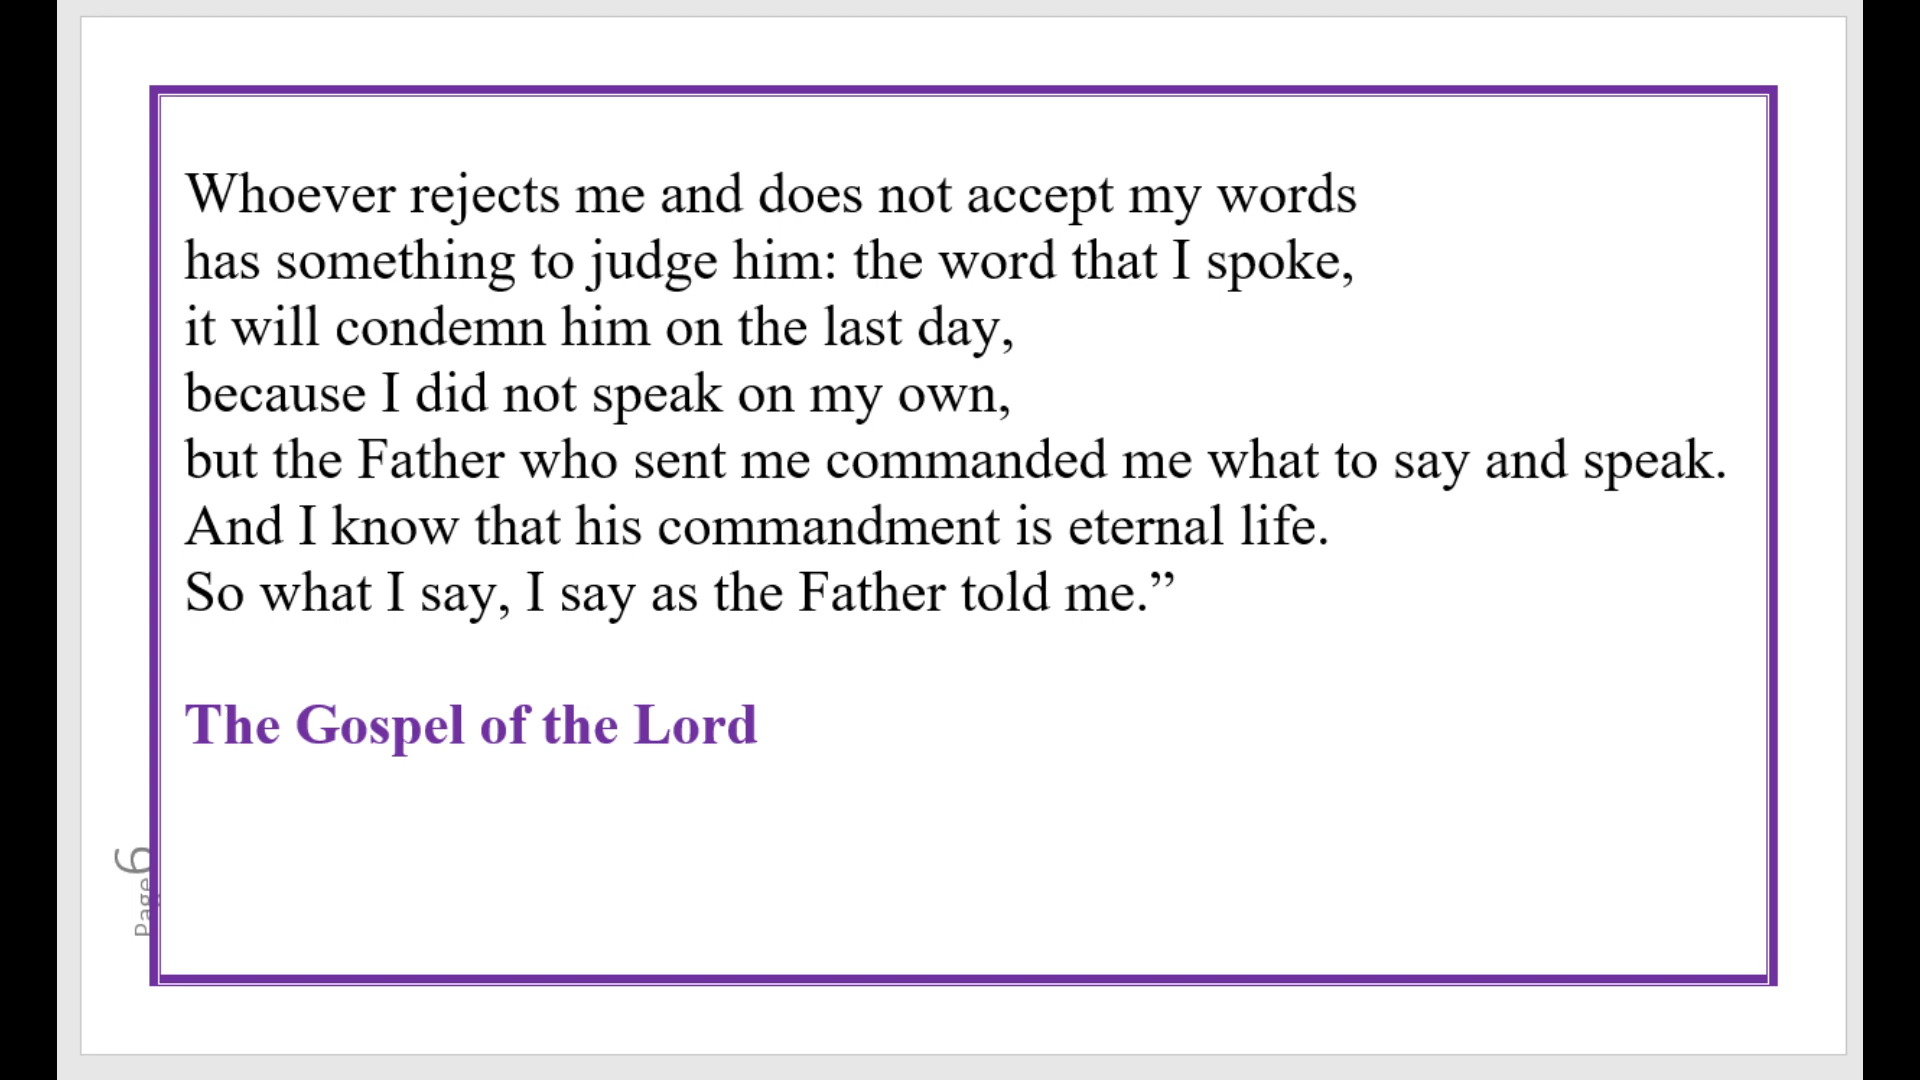 Whoever rejects me and does not accept my words
has something to judge him: the word that I spoke,
it will condemn him on the last day,
because I did not speak on my own,
but the Father who sent me commanded me what to say and speak.
And I know that his commandment is eternal life.
So what I say, I say as the Father told me.”
The Gospel of the Lord
Page 6